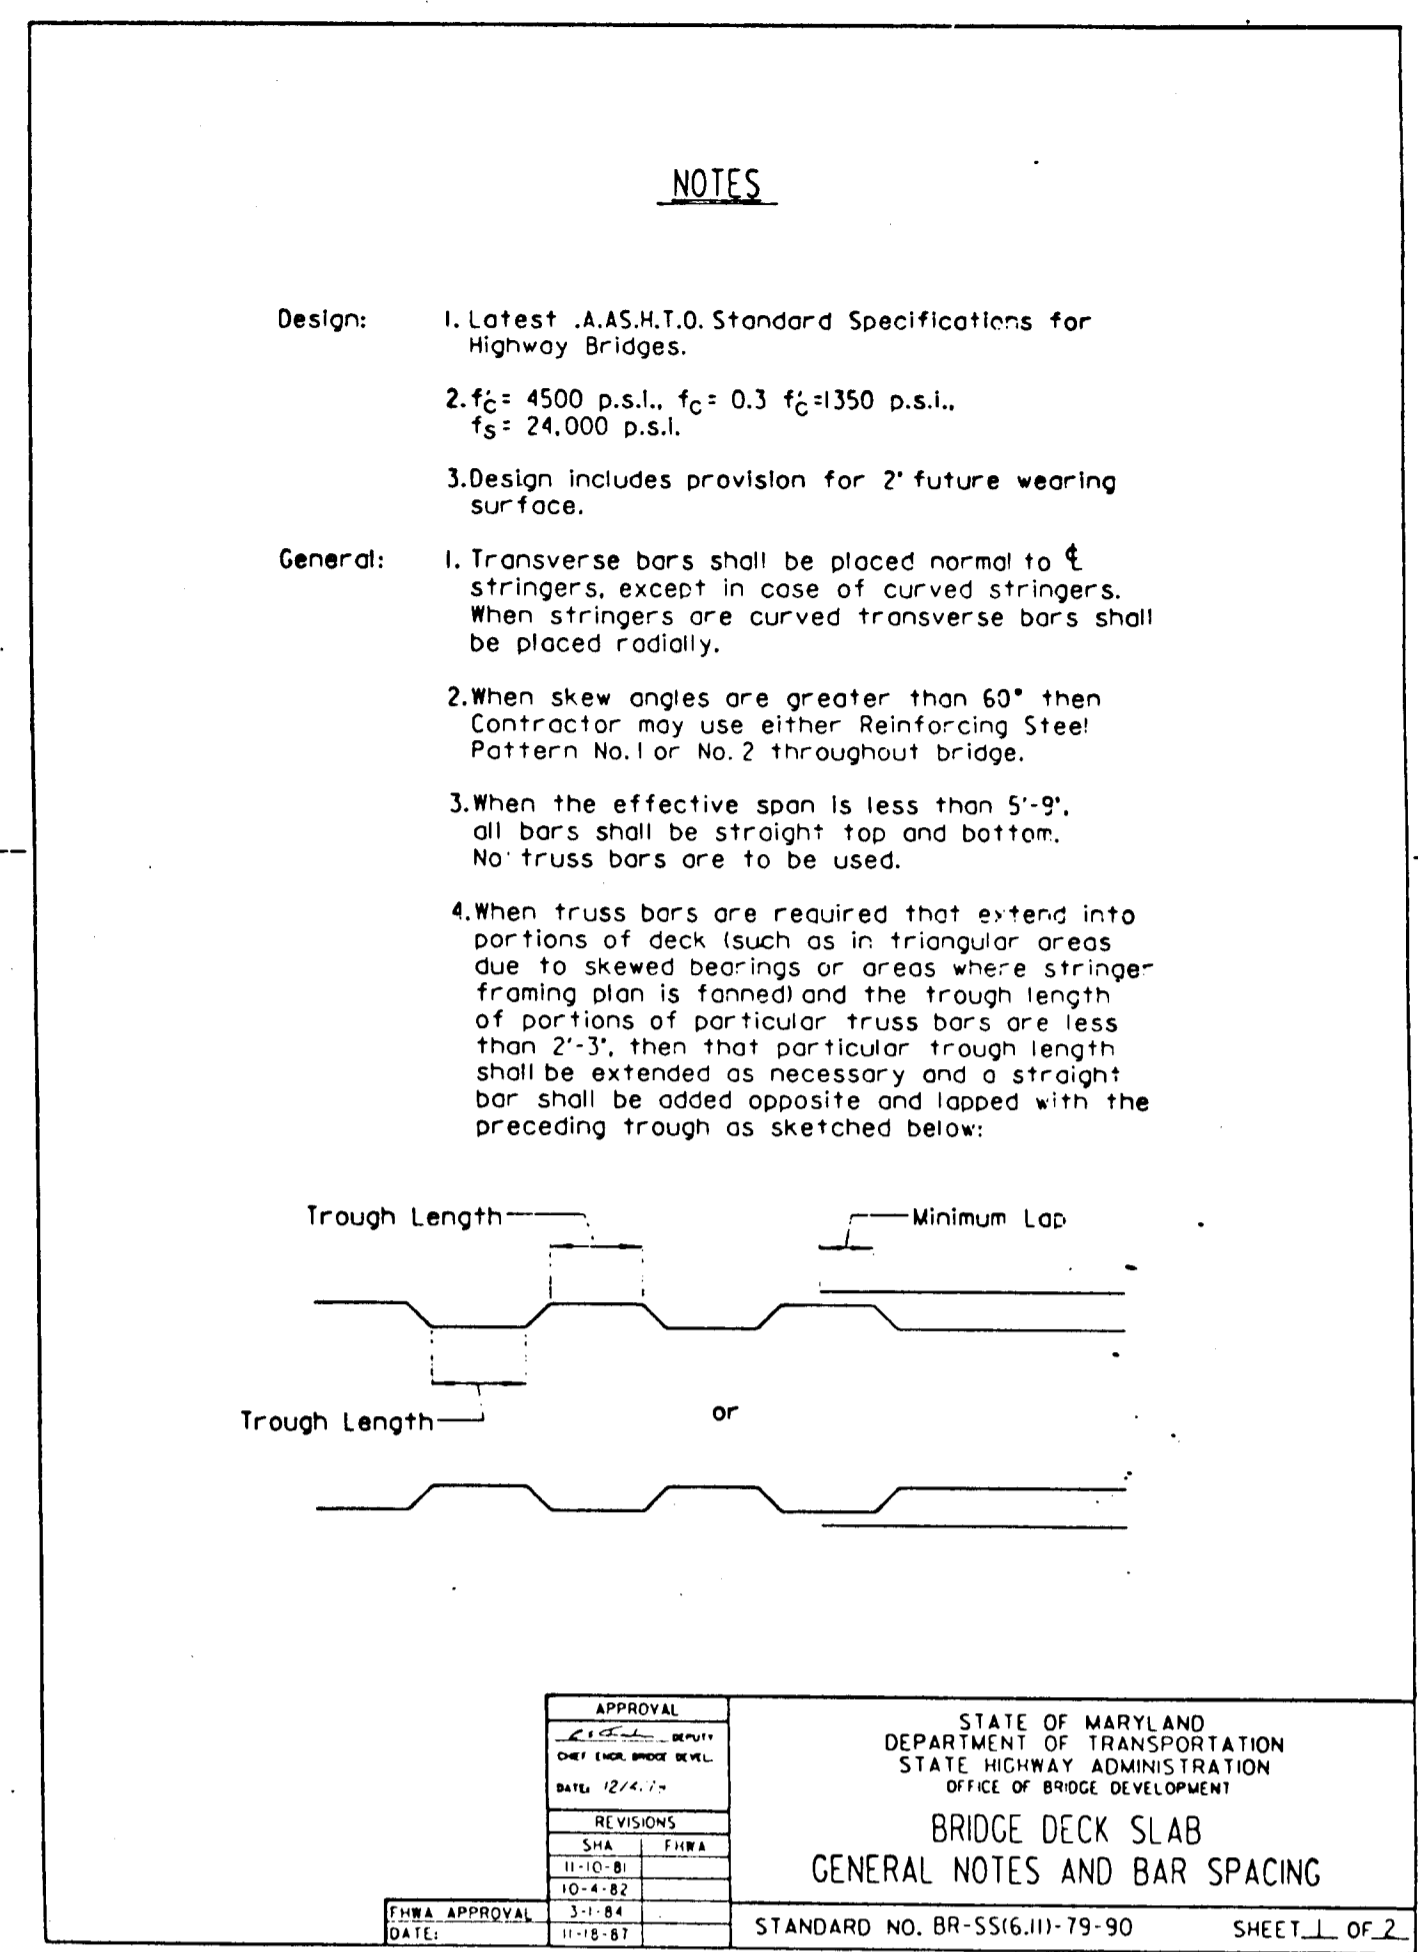 NOTES
Design: 1. Latest .A.AS.H.T.O. Standard Specifications for
Highway Bridges.
2. f'c = 4500 p.s.i., fc = 0.3 f'c =1350 p.s.i.,
fs = 24,000 p.s.i.
3. Design includes provision for 2" future wearing
surface.
General: 1. Transverse bars shall be placed normal to ℄
stringers, except in case of curved stringers.
When stringers are curved transverse bars shall
be placed radially.
2. When skew angles are greater than 60° then
Contractor may use either Reinforcing Steel
Pattern No. 1 or No. 2 throughout bridge.
3. When the effective span is less than 5'-9",
all bars shall be straight top and bottom.
No truss bars are to be used.
4. When truss bars are required that extend into
portions of deck (such as in triangular areas
due to skewed bearings or areas where stringer
framing plan is fanned) and the trough length
of portions of particular truss bars are less
than 2'-3", then that particular trough length
shall be extended as necessary and a straight
bar shall be added opposite and lapped with the
preceding trough as sketched below:
Trough Length
Minimum Lap
Trough Length
or
APPROVAL
DEPUTY
CHIEF ENGR. BRIDGE DEVEL.
DATE:
REVISIONS
SHA FHWA
11-10-81
10-4-82
3-1-84
11-18-87
FHWA APPROVAL
DATE:
STATE OF MARYLAND
DEPARTMENT OF TRANSPORTATION
STATE HIGHWAY ADMINISTRATION
OFFICE OF BRIDGE DEVELOPMENT
BRIDGE DECK SLAB
GENERAL NOTES AND BAR SPACING
STANDARD NO. BR-SS(6.11)-79-90
SHEET 1 OF 2